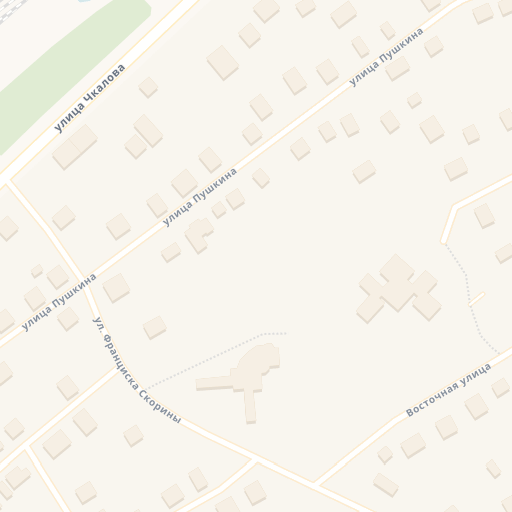 улица Пушкина
улица Чкалова
улица Пушкина
улица Пушкина
ул. Франциска Скорины
Восточная улица